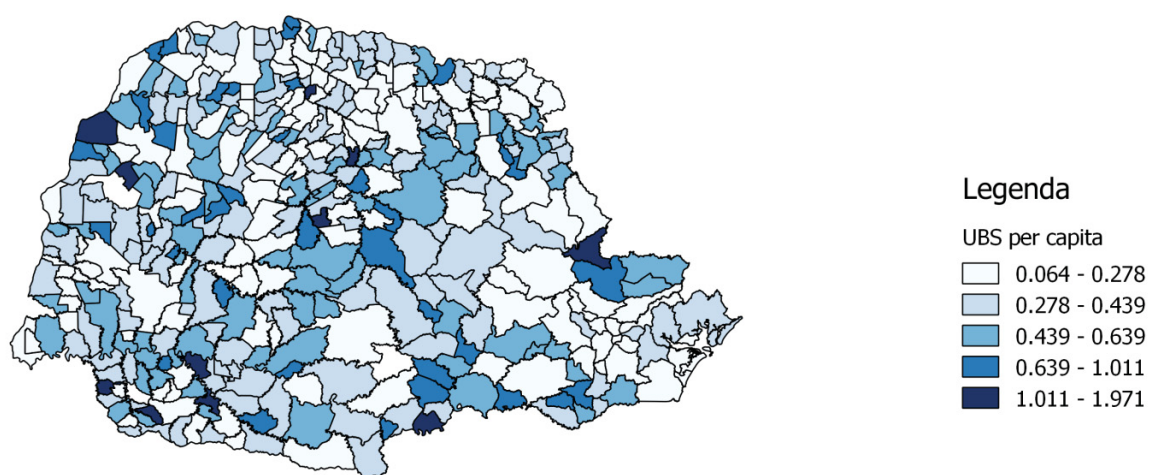 Legenda
UBS per capita
0.064 - 0.278
0.278 - 0.439
0.439 - 0.639
0.639 - 1.011
1.011 - 1.971